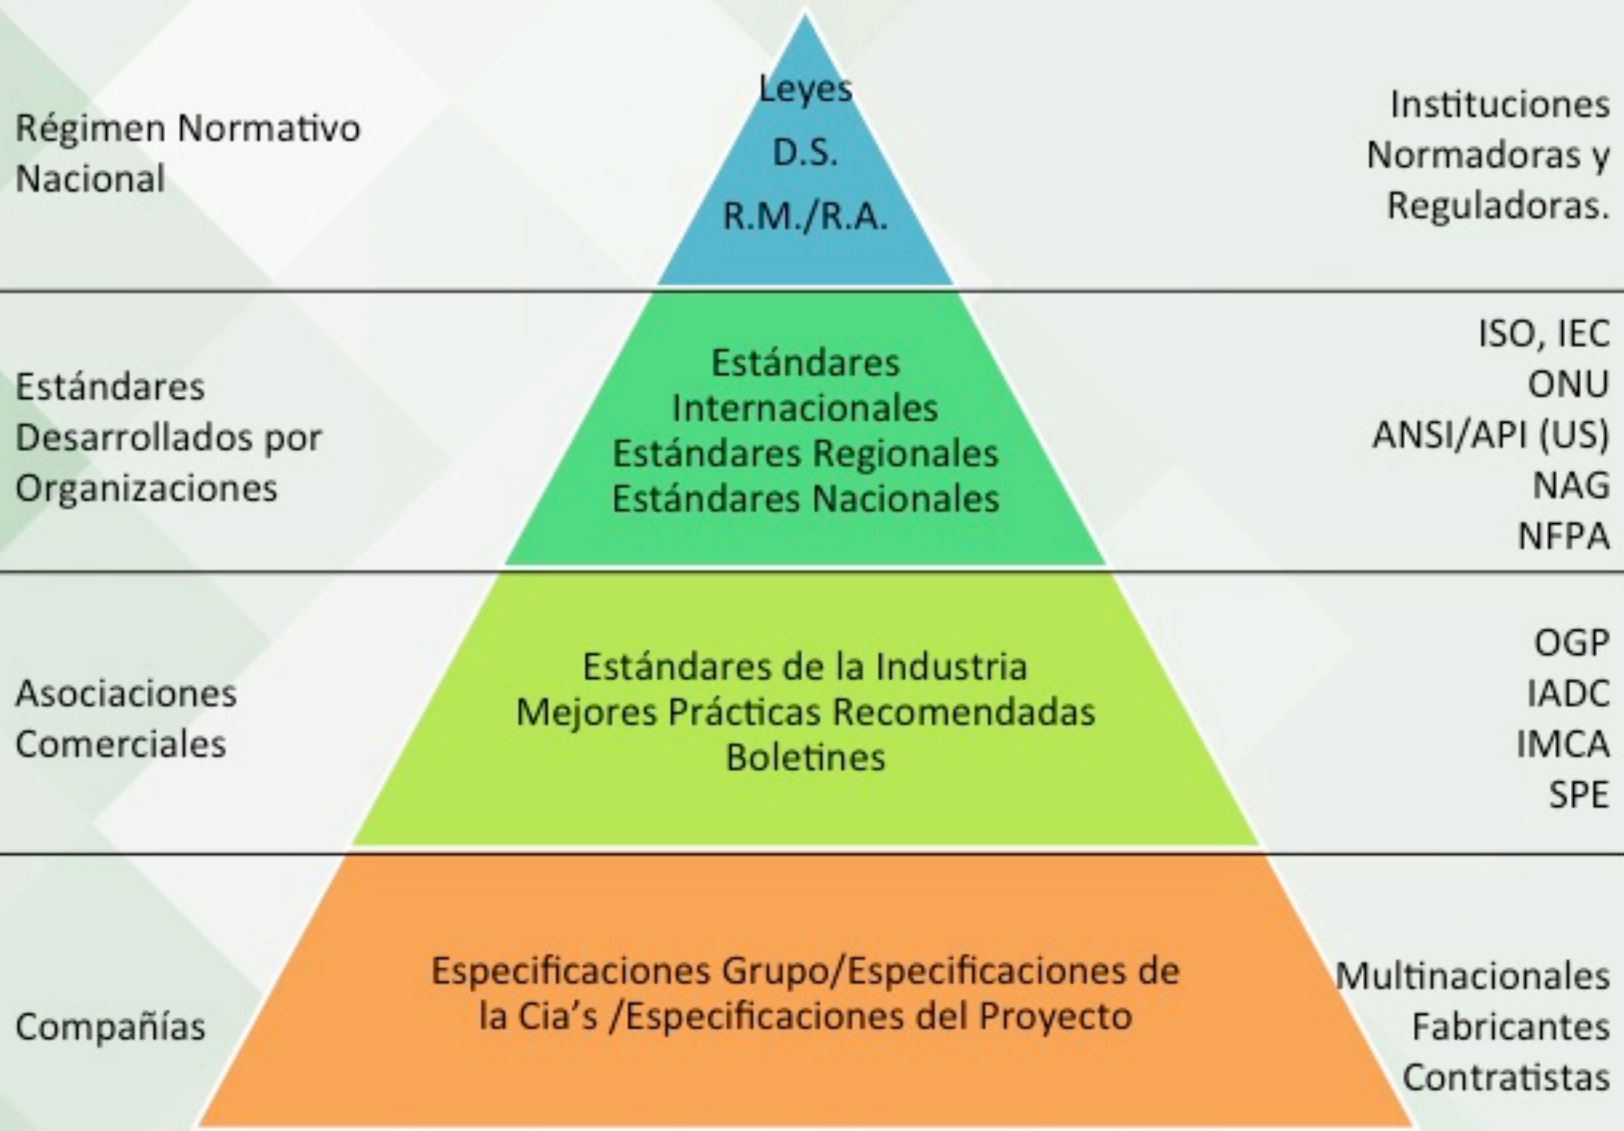 Régimen Normativo
Nacional
Leyes
D.S.
R.M./R.A.
Instituciones
Normadoras y
Reguladoras.
Estándares
Desarrollados por
Organizaciones
Estándares
Internacionales
Estándares Regionales
Estándares Nacionales
ISO, IEC
ONU
ANSI/API (US)
NAG
NFPA
Asociaciones
Comerciales
Estándares de la Industria
Mejores Prácticas Recomendadas
Boletines
OGP
IADC
IMCA
SPE
Compañías
Especificaciones Grupo/Especificaciones de
la Cia’s /Especificaciones del Proyecto
Multinacionales
Fabricantes
Contratistas